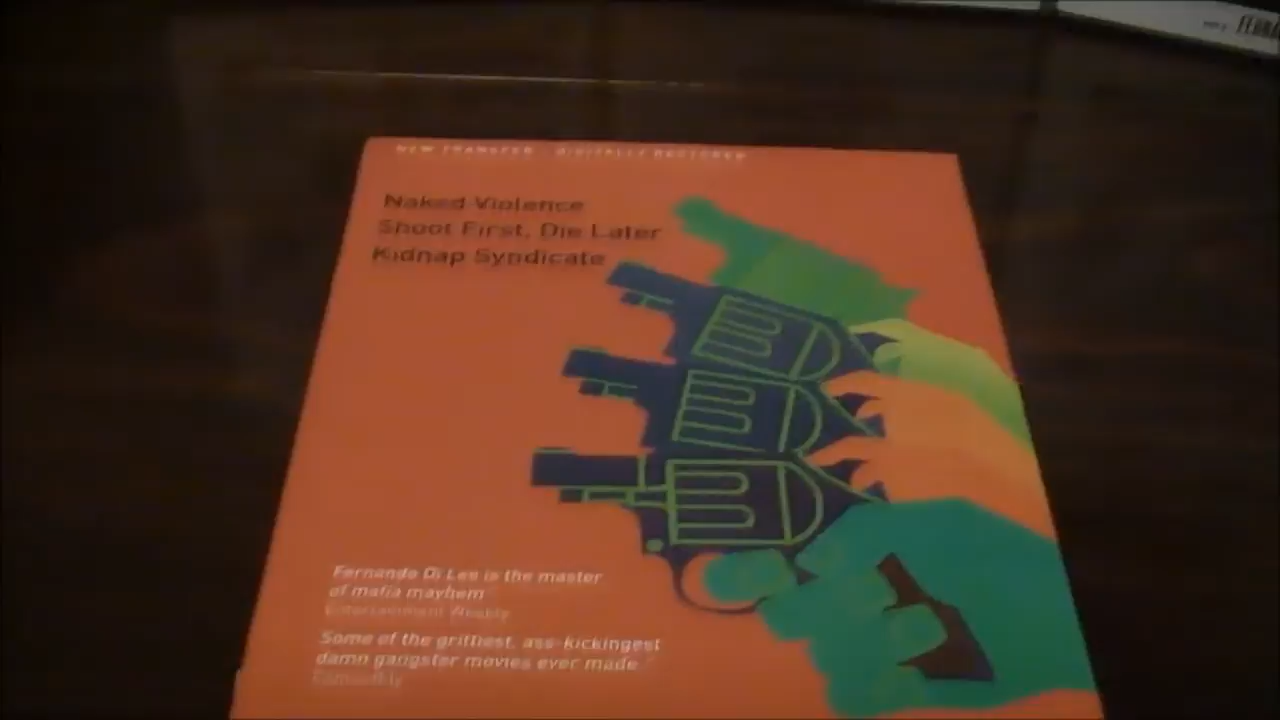 NEW TRANSFER DIGITALLY RESTORED
Naked Violence
Shoot First, Die Later
Kidnap Syndicate
Fernando Di Leo is the master
of mafia mayhem
Entertainment Weekly
Some of the grittiest, ass-kickingest
damn gangster movies ever made